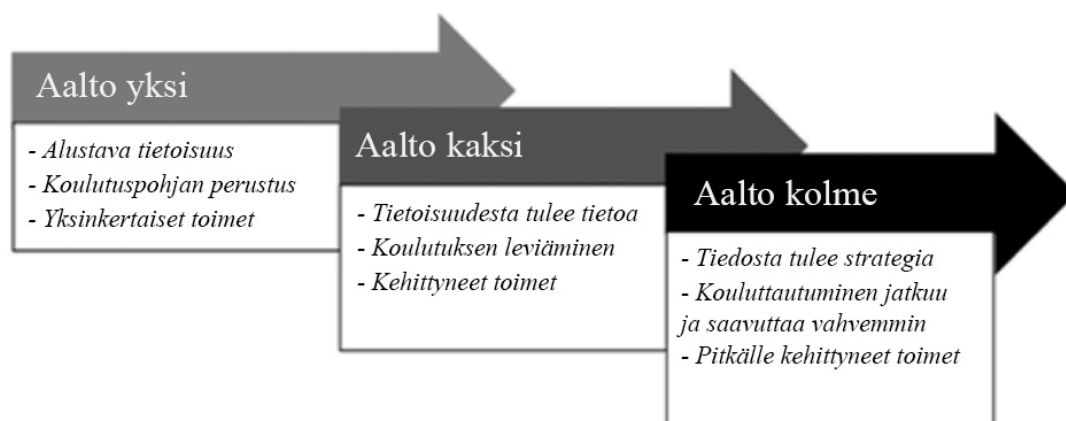 Aalto yksi
- Alustava tietoisuus
- Koulutuspohjan perustus
- Yksinkertaiset toimet
Aalto kaksi
- Tietoisuudesta tulee tietoa
- Koulutuksen leviäminen
- Kehittyneet toimet
Aalto kolme
- Tiedosta tulee strategia
- Kouluttautuminen jatkuu
ja saavuttaa vahvemmin
- Pitkälle kehittyneet toimet